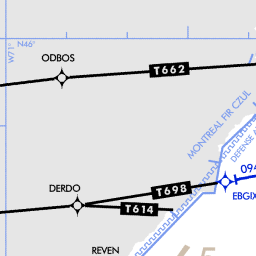 W71°
N46°
ODBOS
T662
MONTREAL FIR CZUL
DEFENSE
094
T698
DERDO
T614
EBGIX
REVEN